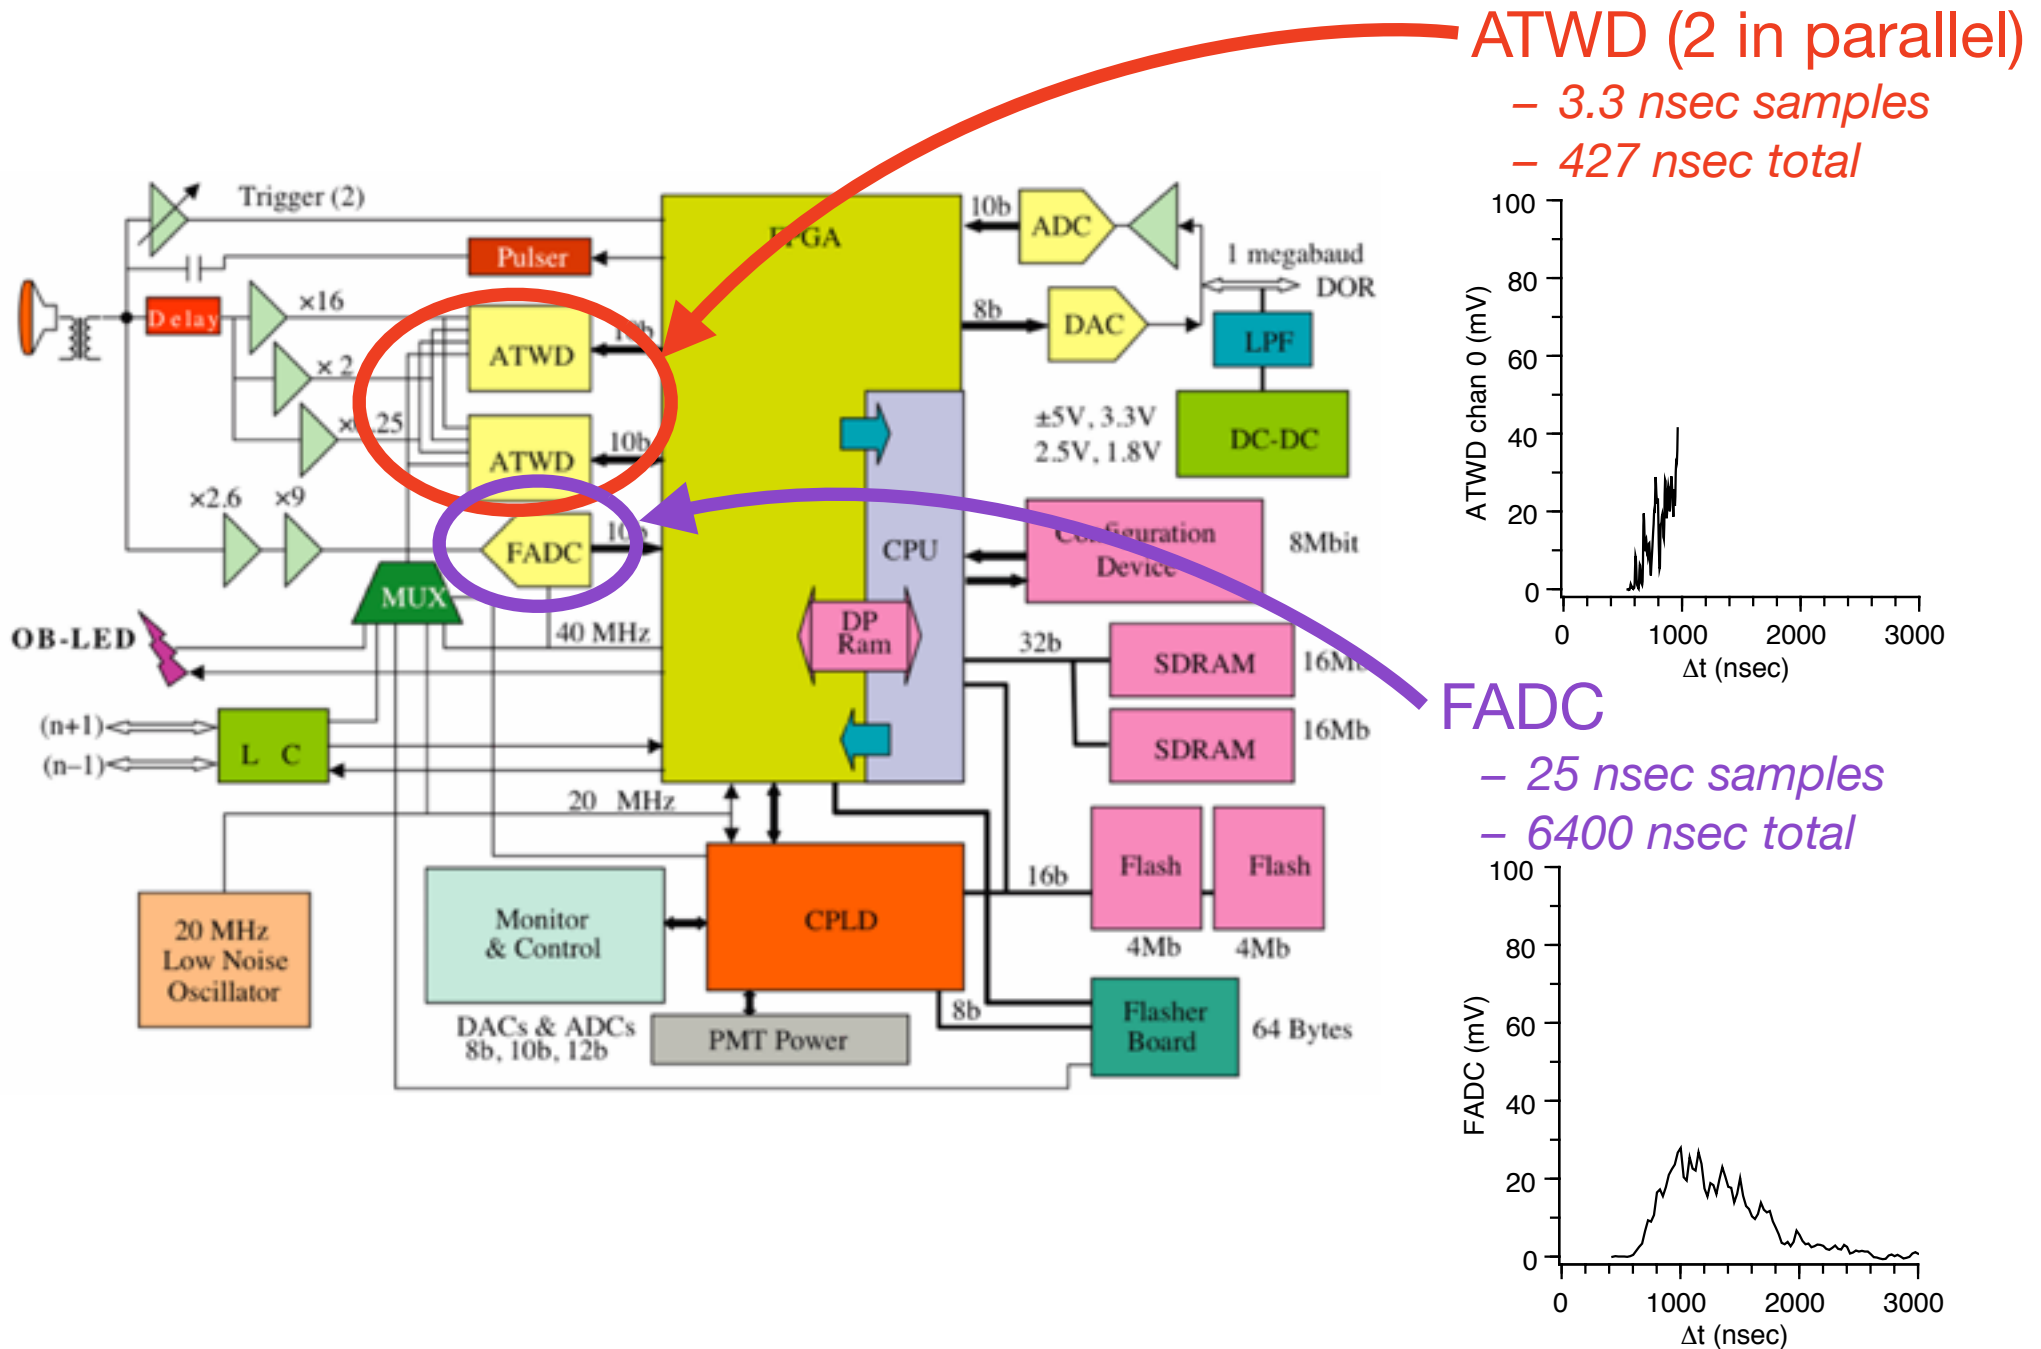 ATWD (2 in parallel)
– 3.3 nsec samples
– 427 nsec total
Trigger (2)
Pulser
Delay
×16
× 2
×9
×2.6
ATWD
10b
ATWD
10b
FADC
10b
MUX
OB-LED
40 MHz
(n+1)
(n–1)
L C
20 MHz
20 MHz
Low Noise
Oscillator
Monitor
& Control
DACs & ADCs
8b, 10b, 12b
CPLD
PMT Power
FPGA
CPU
DP
Ram
10b
ADC
8b
DAC
1 megabaud
DOR
LPF
±5V, 3.3V
2.5V, 1.8V
DC-DC
Configuration
Device
8Mbit
32b
SDRAM
16Mb
SDRAM
16Mb
16b
Flash
Flash
4Mb
4Mb
8b
Flasher
Board
64 Bytes
ATWD chan 0 (mV)
100
80
60
40
20
0
0
1000
2000
3000
Δt (nsec)
FADC
– 25 nsec samples
– 6400 nsec total
FADC (mV)
100
80
60
40
20
0
0
1000
2000
3000
Δt (nsec)